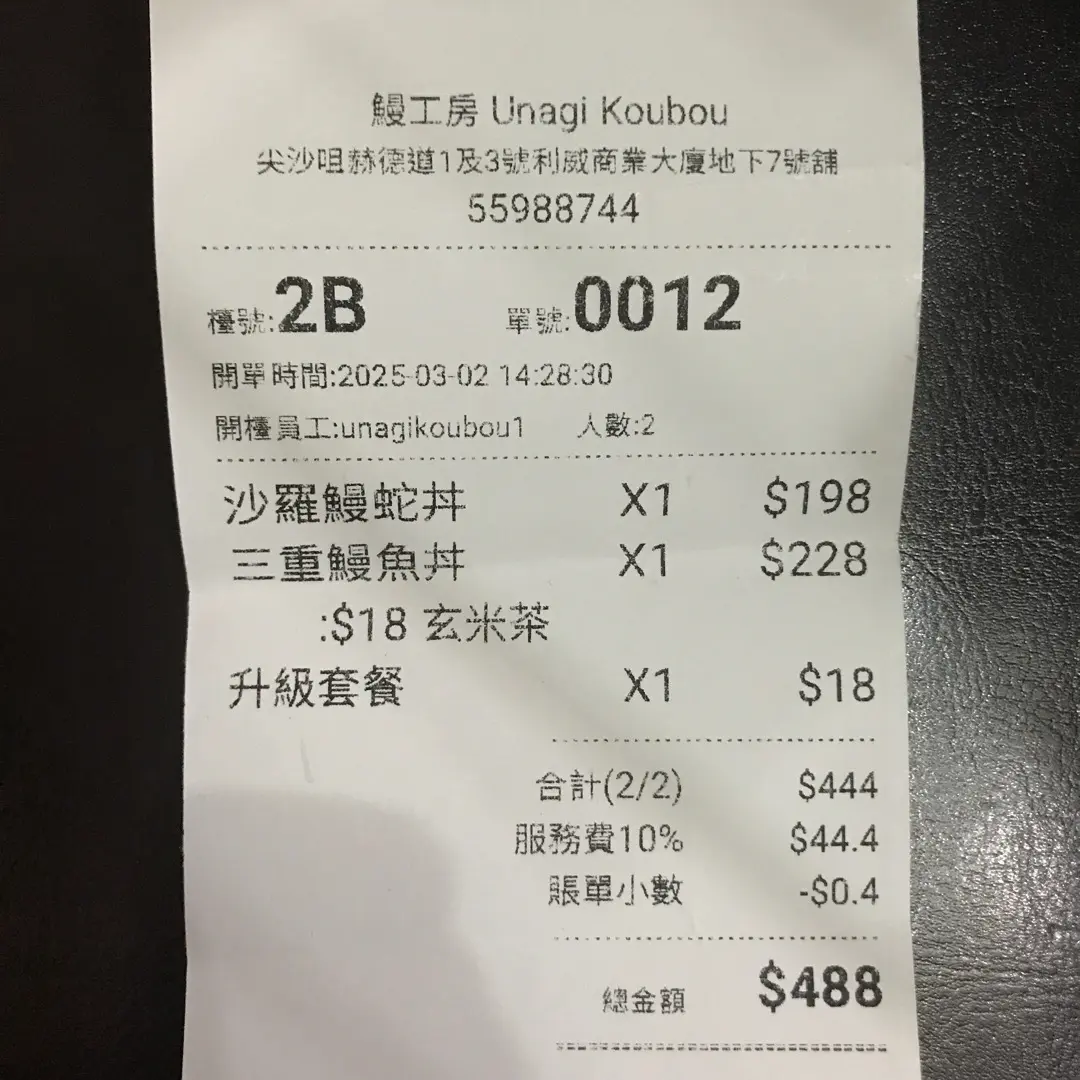 鰻工房 Unagi Koubou
尖沙咀赫德道1及3號利威商業大廈地下7號舖
55988744
檯號:2B 單號:0012
開單時間:2025-03-02 14:28:30
開檯員工:unagikoubou1 人數:2
沙羅鰻蛇丼 X1 $198
三重鰻魚丼 X1 $228
:$18 玄米茶
升級套餐 X1 $18
合計(2/2) $444
服務費10% $44.4
賬單小數 -$0.4
總金額 $488